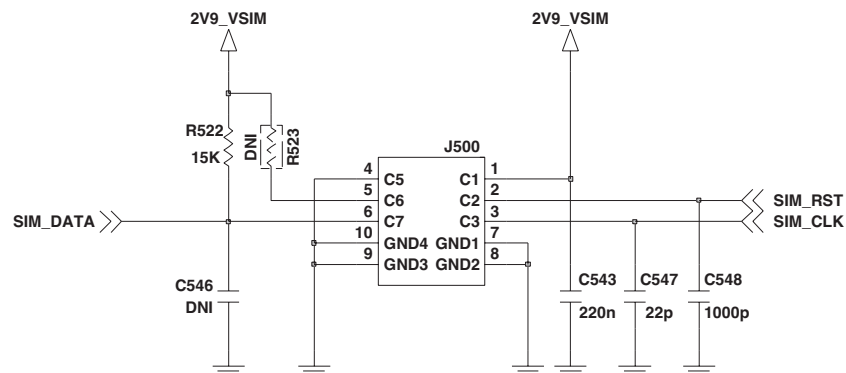 2V9_VSIM
2V9_VSIM
R522
15K
DNI
R523
J500
4
C5
C1
1
5
C6
C2
2
SIM_RST
SIM_DATA
6
C7
C3
3
SIM_CLK
10
GND4
GND1
7
9
GND3
GND2
8
C546
DNI
C543
220n
C547
22p
C548
1000p